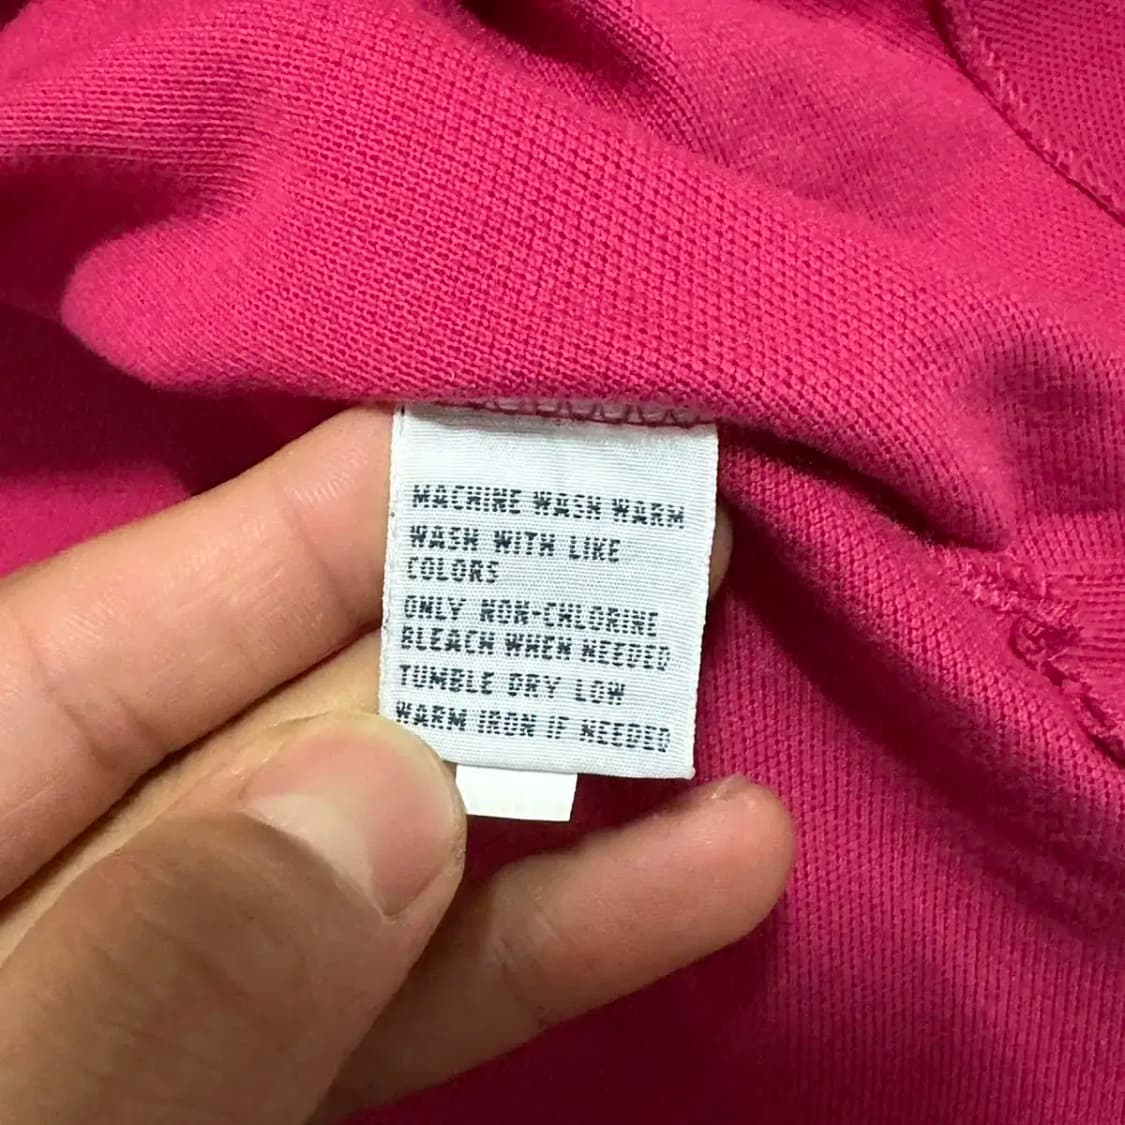 MACHINE WASH WARM
WASH WITH LIKE
COLORS
ONLY NON-CHLORINE
BLEACH WHEN NEEDED
TUMBLE DRY LOW
WARM IRON IF NEEDED